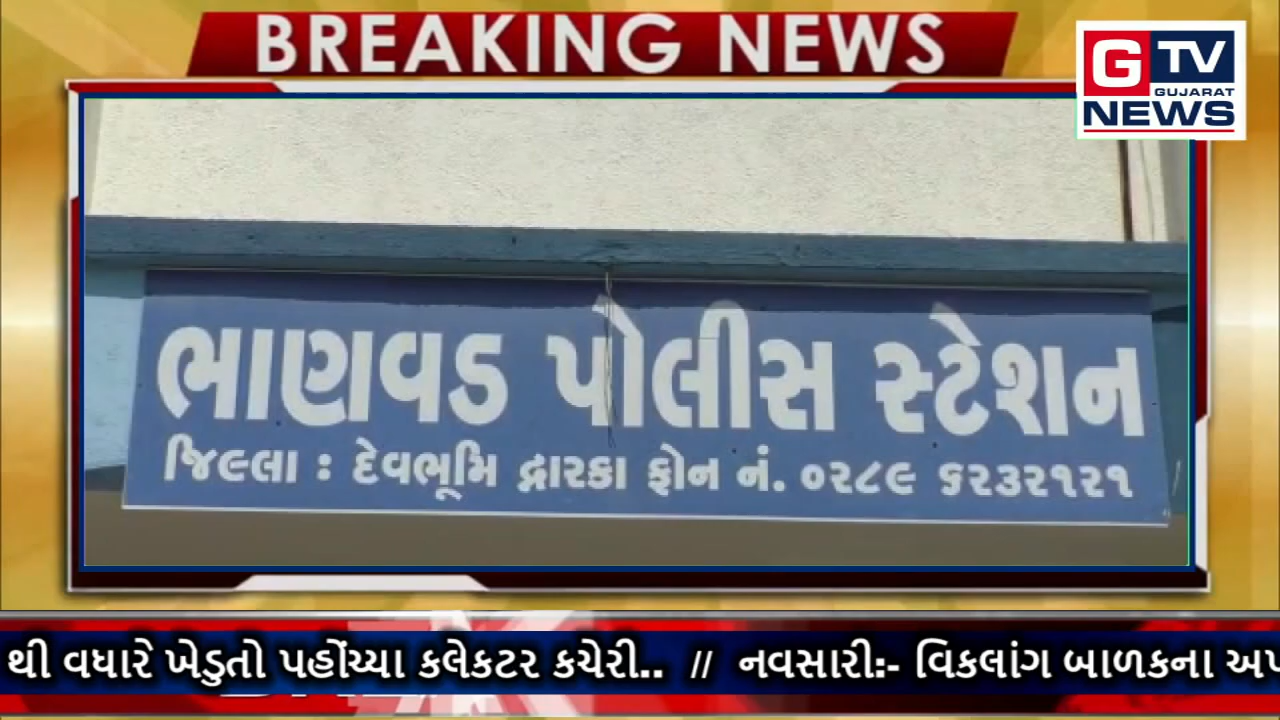 BREAKING NEWS
G TV
GUJARAT
NEWS
ભાણવડ પોલીસ સ્ટેશન
જિલ્લા : દેવભૂમિ દ્વારકા ફોન નં. ૦૨૮૯ ૬૨૩૨૧૨૧
થી વધારે ખેડુતો પહોંચ્યા કલેકટર કચેરી.. // નવસારી:- વિકલાંગ બાળકના